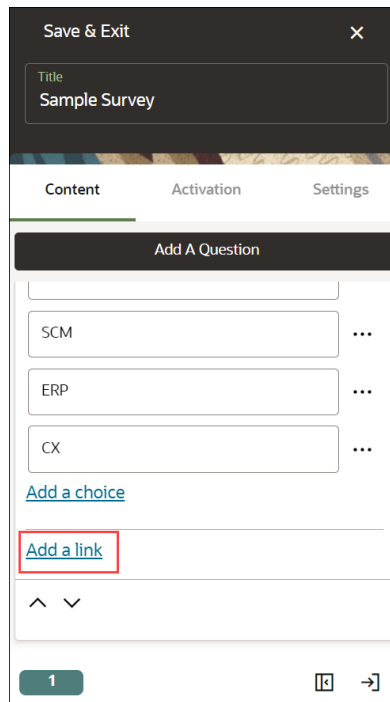 Save & Exit
Title
Sample Survey
Content Activation Settings
Add A Question
SCM
ERP
CX
Add a choice
Add a link
1